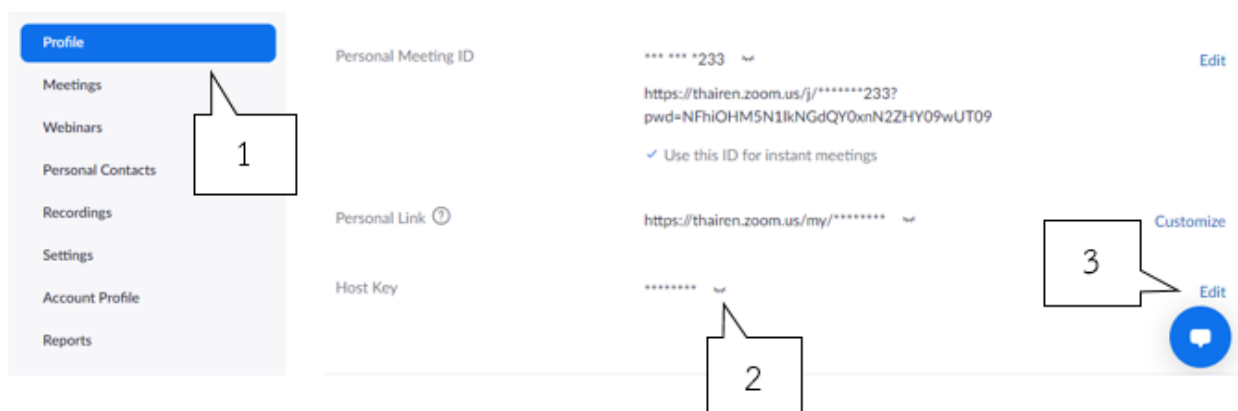 Profile
Meetings
Webinars
Personal Contacts
Recordings
Settings
Account Profile
Reports
1
Personal Meeting ID
*** *** *233
Edit
https://thairen.zoom.us/j/*******233?
pwd=NFhiOHM5N1lkNGdQY0xnN2ZHY09wUT09
Use this ID for instant meetings
Personal Link ?
https://thairen.zoom.us/my/********
Customize
3
Host Key
********
Edit
2